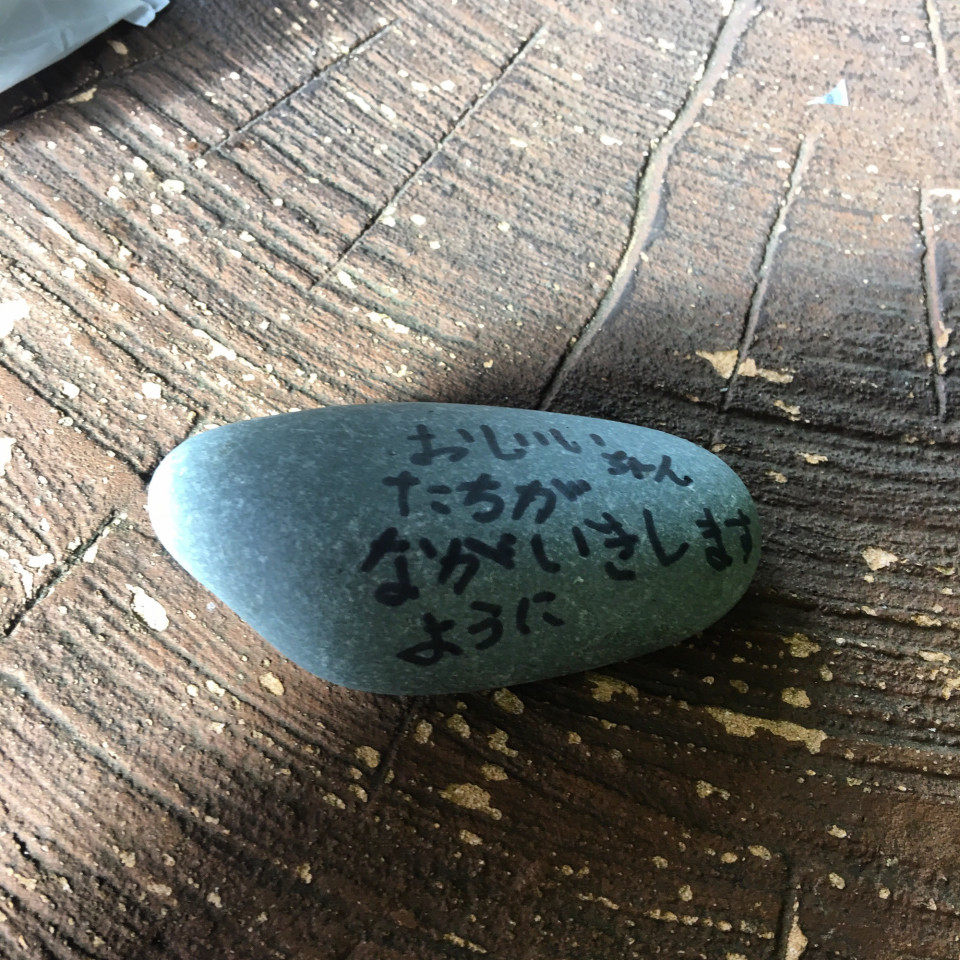 おじいい
ちゃん
たちが
ながいきします
ように